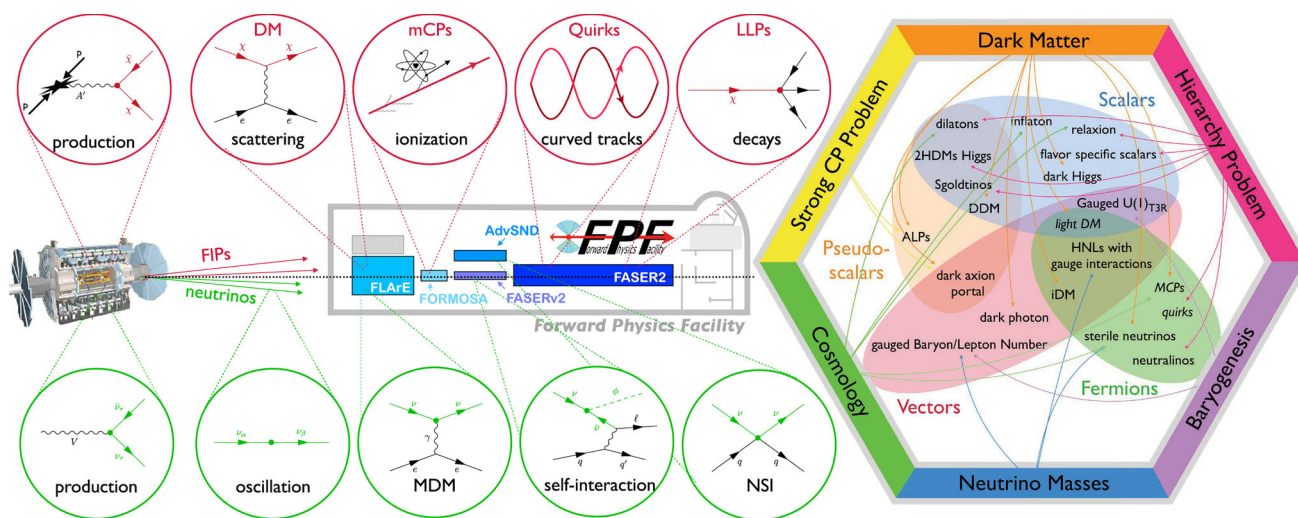 DM
mCPs
Quirks
LLPs
p
p
A'
χ̄
χ
production
χ
χ
e
e
scattering
ionization
curved tracks
χ
decays
FIPs
neutrinos
FLArE
FORMOSA
AdvSND
FASERv2
FPF
Forward Physics Facility
FASER2
Forward Physics Facility
V
ν̄τ
ντ
production
να
νβ
oscillation
ν
ν
γ
e
e
MDM
ν
ϕ
ν̄
ℓ
q
q'
self-interaction
ν
ν
q
q
NSI
Dark Matter
Strong CP Problem
Hierarchy Problem
Cosmology
Baryogenesis
Neutrino Masses
Scalars
dilatons
inflaton
relaxion
2HDMs Higgs
flavor specific scalars
dark Higgs
Sgoldtinos
DDM
Gauged U(1)T3R
light DM
ALPs
HNLs with
gauge interactions
Pseudo-
scalars
dark axion
portal
iDM
MCPs
quirks
dark photon
gauged Baryon/Lepton Number
sterile neutrinos
neutralinos
Vectors
Fermions